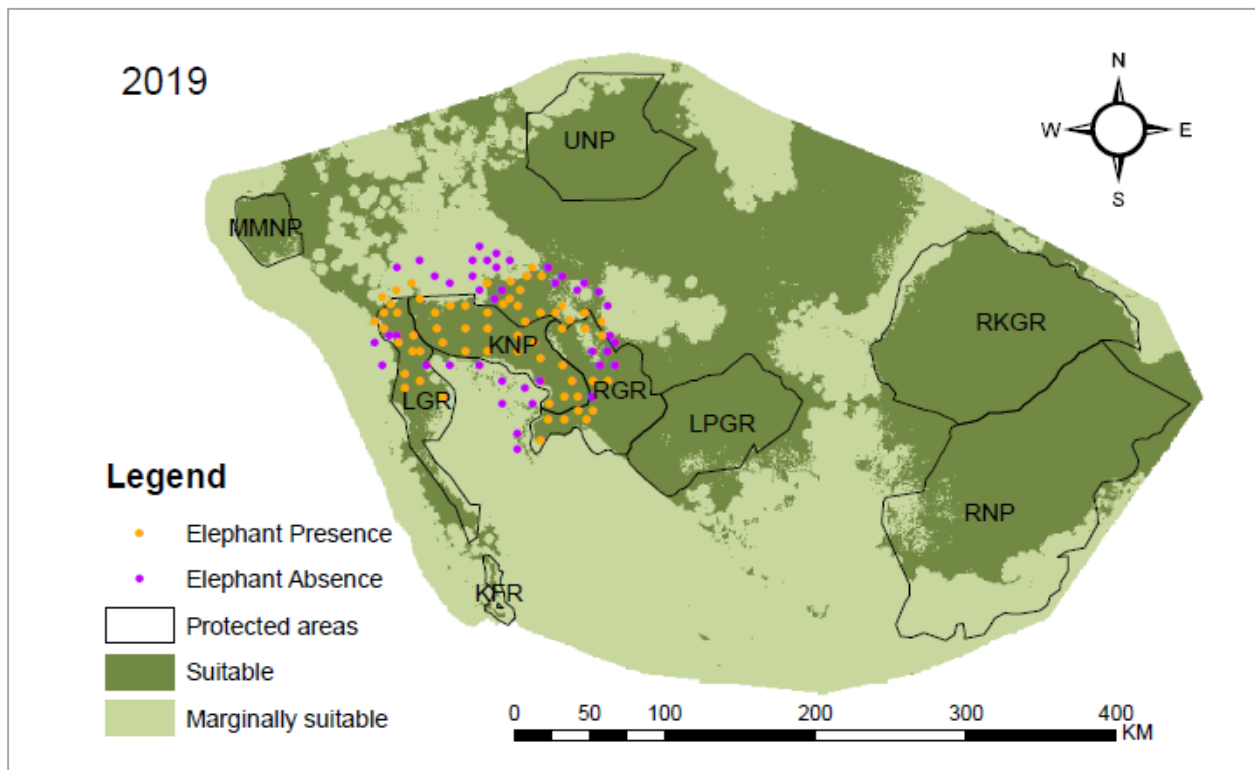 2019
N
W
E
S
UNP
MMNP
RKGR
KNP
RGR
LGR
LPGR
RNP
KFR
Legend
Elephant Presence
Elephant Absence
Protected areas
Suitable
Marginally suitable
0 50 100 200 300 400
KM